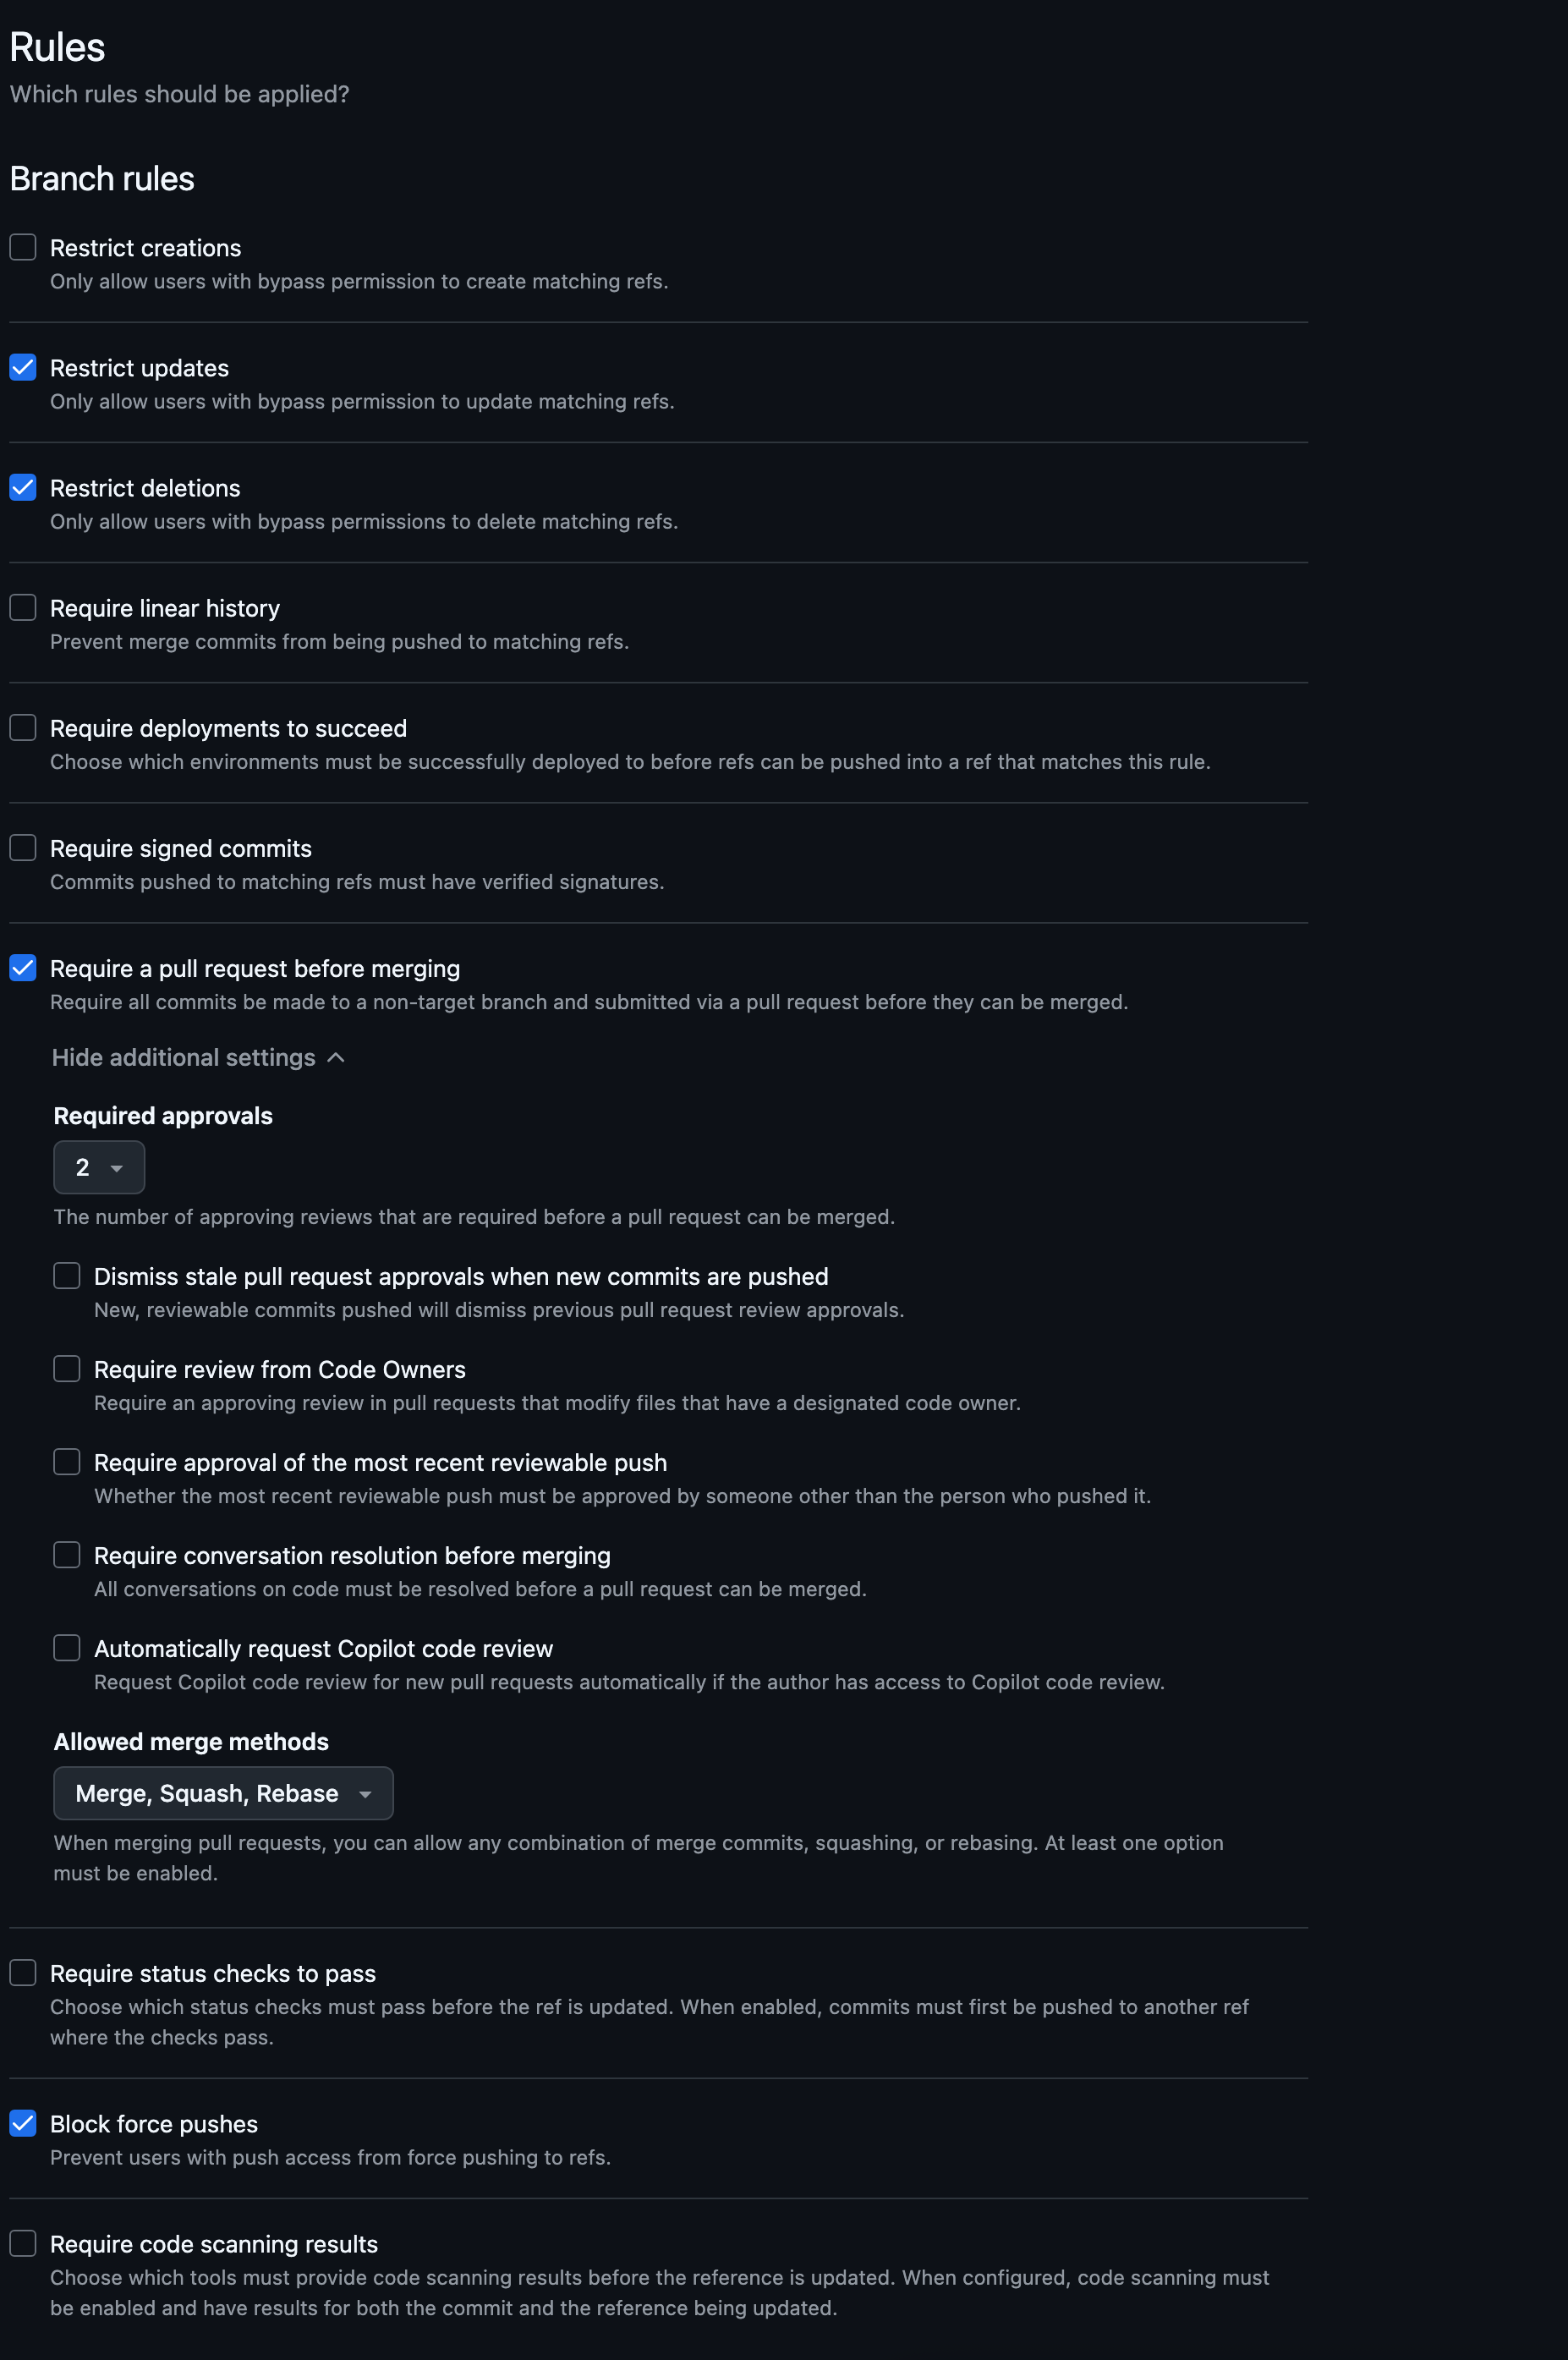 Rules
Which rules should be applied?
Branch rules
Restrict creations
Only allow users with bypass permission to create matching refs.
Restrict updates
Only allow users with bypass permission to update matching refs.
Restrict deletions
Only allow users with bypass permissions to delete matching refs.
Require linear history
Prevent merge commits from being pushed to matching refs.
Require deployments to succeed
Choose which environments must be successfully deployed to before refs can be pushed into a ref that matches this rule.
Require signed commits
Commits pushed to matching refs must have verified signatures.
Require a pull request before merging
Require all commits be made to a non-target branch and submitted via a pull request before they can be merged.
Hide additional settings
Required approvals
2
The number of approving reviews that are required before a pull request can be merged.
Dismiss stale pull request approvals when new commits are pushed
New, reviewable commits pushed will dismiss previous pull request review approvals.
Require review from Code Owners
Require an approving review in pull requests that modify files that have a designated code owner.
Require approval of the most recent reviewable push
Whether the most recent reviewable push must be approved by someone other than the person who pushed it.
Require conversation resolution before merging
All conversations on code must be resolved before a pull request can be merged.
Automatically request Copilot code review
Request Copilot code review for new pull requests automatically if the author has access to Copilot code review.
Allowed merge methods
Merge, Squash, Rebase
When merging pull requests, you can allow any combination of merge commits, squashing, or rebasing. At least one option
must be enabled.
Require status checks to pass
Choose which status checks must pass before the ref is updated. When enabled, commits must first be pushed to another ref
where the checks pass.
Block force pushes
Prevent users with push access from force pushing to refs.
Require code scanning results
Choose which tools must provide code scanning results before the reference is updated. When configured, code scanning must
be enabled and have results for both the commit and the reference being updated.